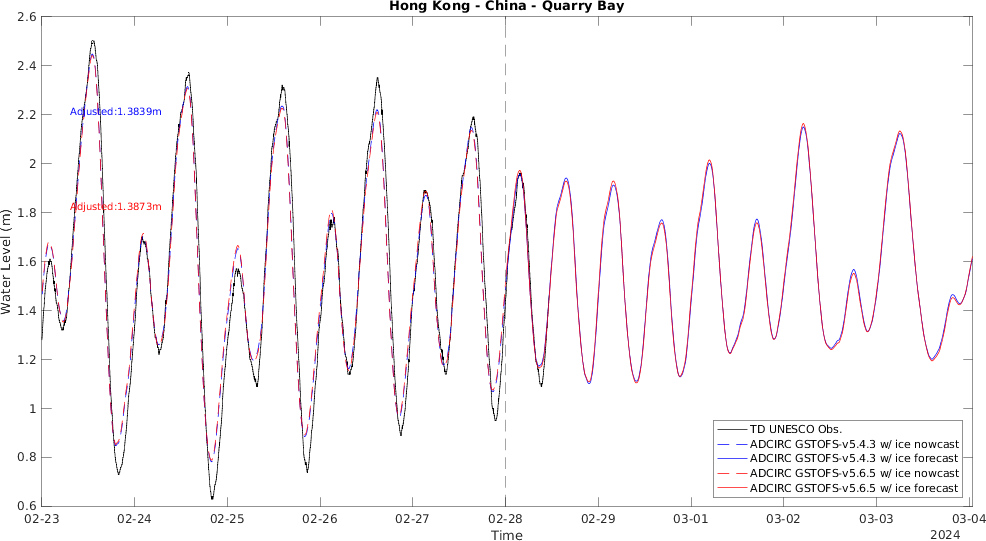 Hong Kong - China - Quarry Bay
2.6
2.4
2.2
2
1.8
1.6
1.4
1.2
1
0.8
0.6
Water Level (m)
Adjusted:1.3839m
Adjusted:1.3873m
TD UNESCO Obs.
ADCIRC GSTOFS-v5.4.3 w/ ice nowcast
ADCIRC GSTOFS-v5.4.3 w/ ice forecast
ADCIRC GSTOFS-v5.6.5 w/ ice nowcast
ADCIRC GSTOFS-v5.6.5 w/ ice forecast
02-23 02-24 02-25 02-26 02-27 02-28 02-29 03-01 03-02 03-03 03-04
Time
2024